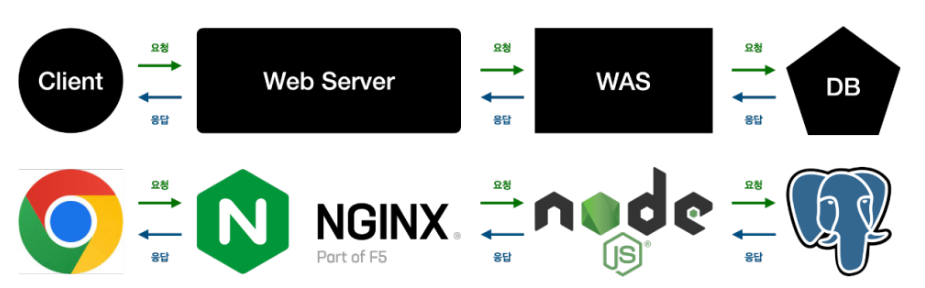 요청 요청 요청
Client Web Server WAS DB
응답 응답 응답
요청 요청 요청
N NGINX ® node
Part of F5 JS ®
응답 응답 응답